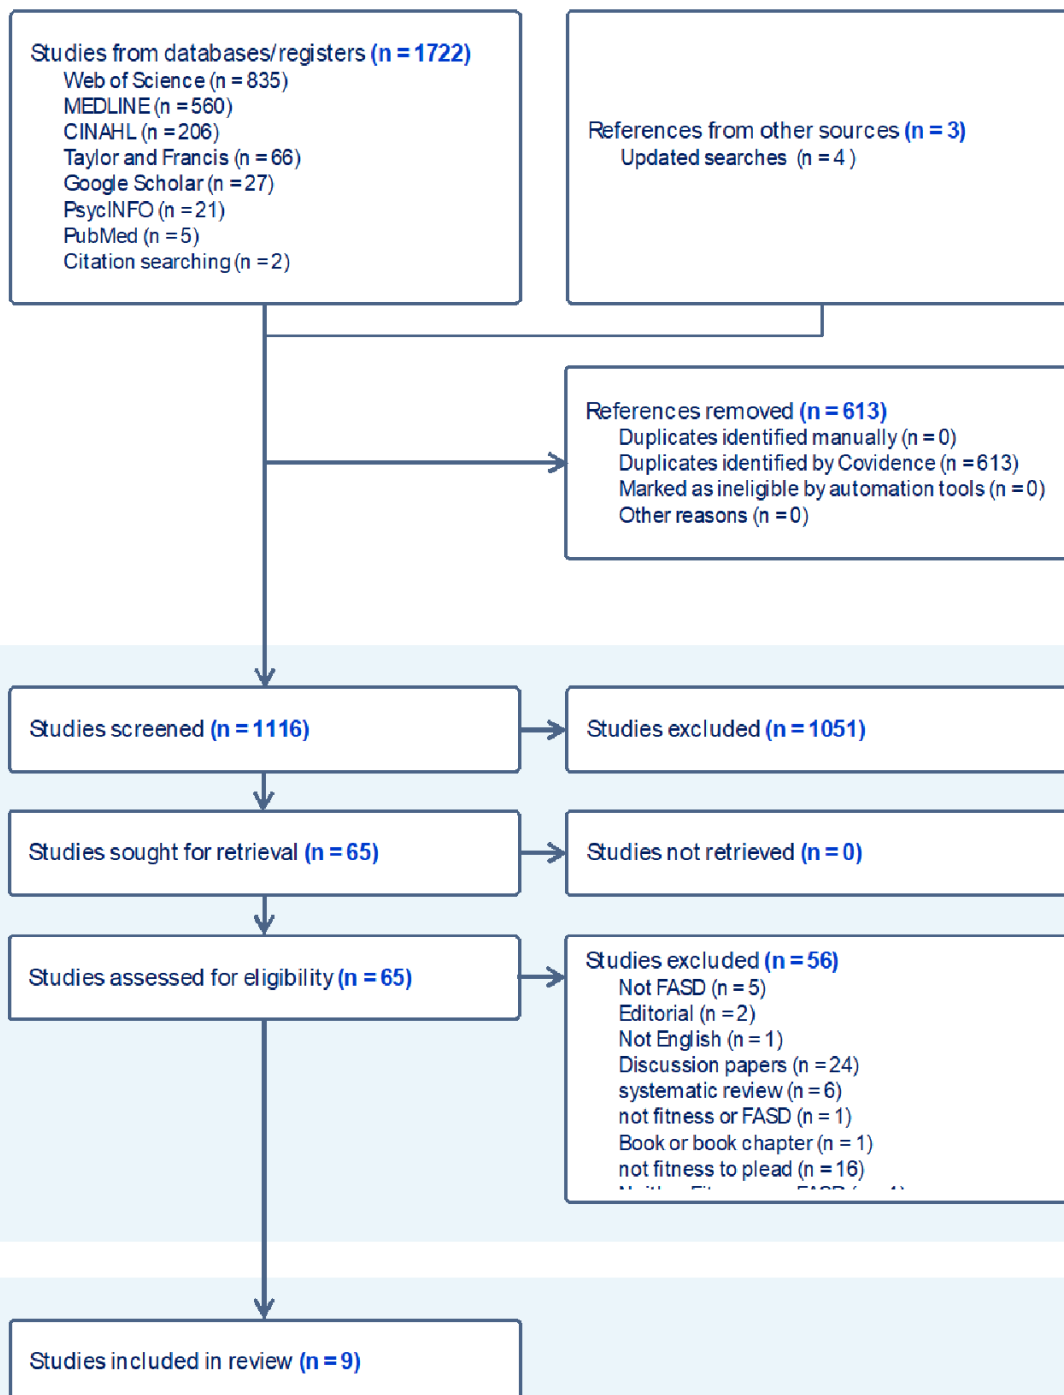 Studies from databases/registers (n = 1722)
Web of Science (n = 835)
MEDLINE (n = 560)
CINAHL (n = 206)
Taylor and Francis (n = 66)
Google Scholar (n = 27)
PsycINFO (n = 21)
PubMed (n = 5)
Citation searching (n = 2)
References from other sources (n = 3)
Updated searches (n = 4 )
References removed (n = 613)
Duplicates identified manually (n = 0)
Duplicates identified by Covidence (n = 613)
Marked as ineligible by automation tools (n = 0)
Other reasons (n = 0)
Studies screened (n = 1116)
Studies excluded (n = 1051)
Studies sought for retrieval (n = 65)
Studies not retrieved (n = 0)
Studies assessed for eligibility (n = 65)
Studies excluded (n = 56)
Not FASD (n = 5)
Editorial (n = 2)
Not English (n = 1)
Discussion papers (n = 24)
systematic review (n = 6)
not fitness or FASD (n = 1)
Book or book chapter (n = 1)
not fitness to plead (n = 16)
Studies included in review (n = 9)